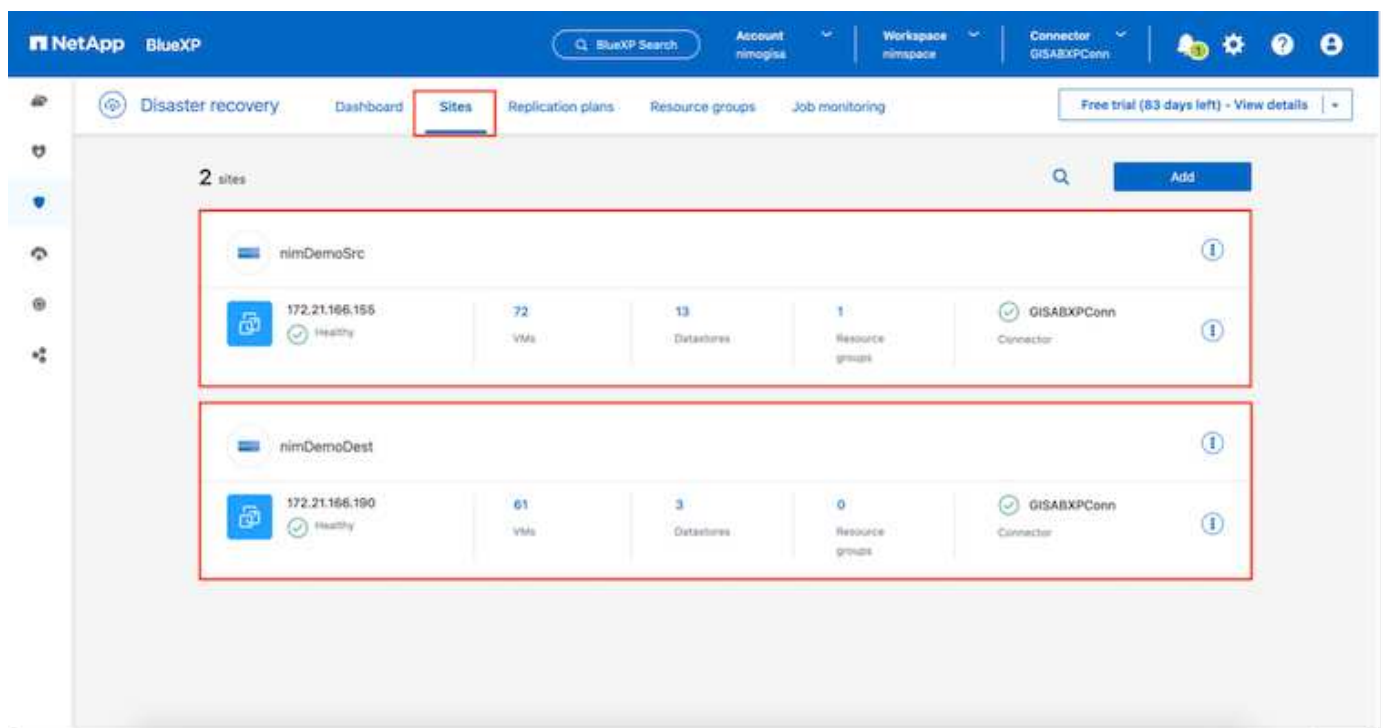 NetApp BlueXP BlueXP Search Account Workspace Connector
nimogisa nimspace GISABXPConn
1
Disaster recovery Dashboard Sites Replication plans Resource groups Job monitoring Free trial (83 days left) - View details
2 sites Add
nimDemoSrc
172.21.166.155 72 13 1 GISABXPConn
Healthy VMs Datastores Resource Connector
groups
nimDemoDest
172.21.166.190 61 3 0 GISABXPConn
Healthy VMs Datastores Resource Connector
groups